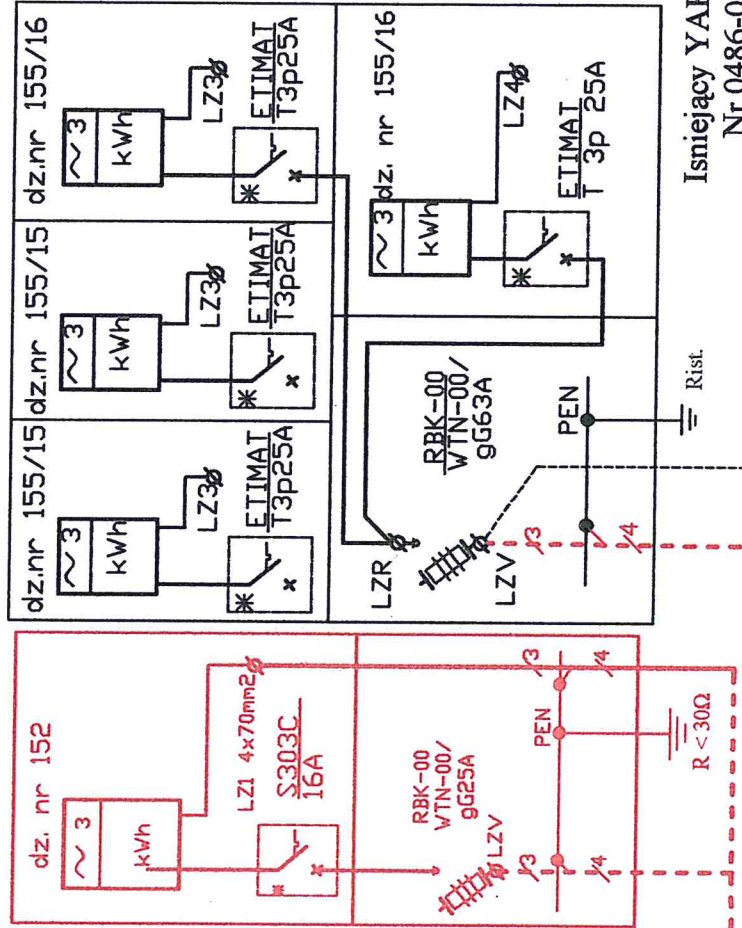 dz. nr 152
~ 3
kWh
LZ1 4x70mm2
S303C
16A
RBK-00
WTN-00/
gG25A
LZV
3
4
PEN
3
4
R < 30Ω
dz.nr 155/15
~ 3
kWh
LZ3
ETIMAT
T3p25A
dz.nr 155/15
~ 3
kWh
LZ3
ETIMAT
T3p25A
dz.nr 155/16
~ 3
kWh
LZ3
ETIMAT
T3p25A
dz. nr 155/16
~ 3
kWh
LZ4
ETIMAT
T 3p 25A
RBK-00
WTN-00/
gG63A
LZR
LZV
3
4
PEN
Rist.
Isniejący
Nr 0486-0